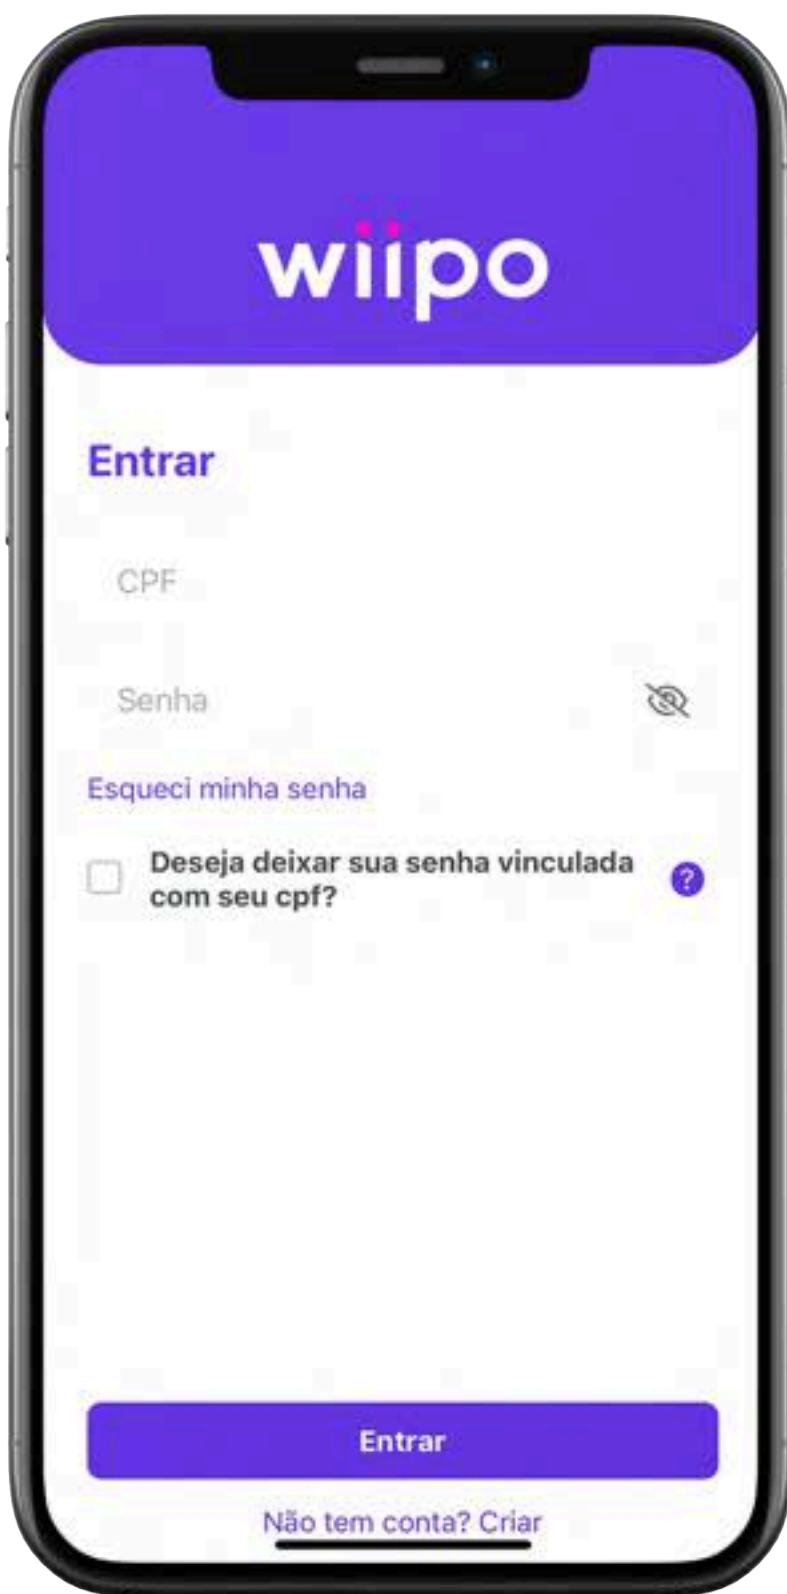 wiipo
Entrar
CPF
Senha
Esqueci minha senha
Deseja deixar sua senha vinculada
com seu cpf?
?
Entrar
Não tem conta? Criar